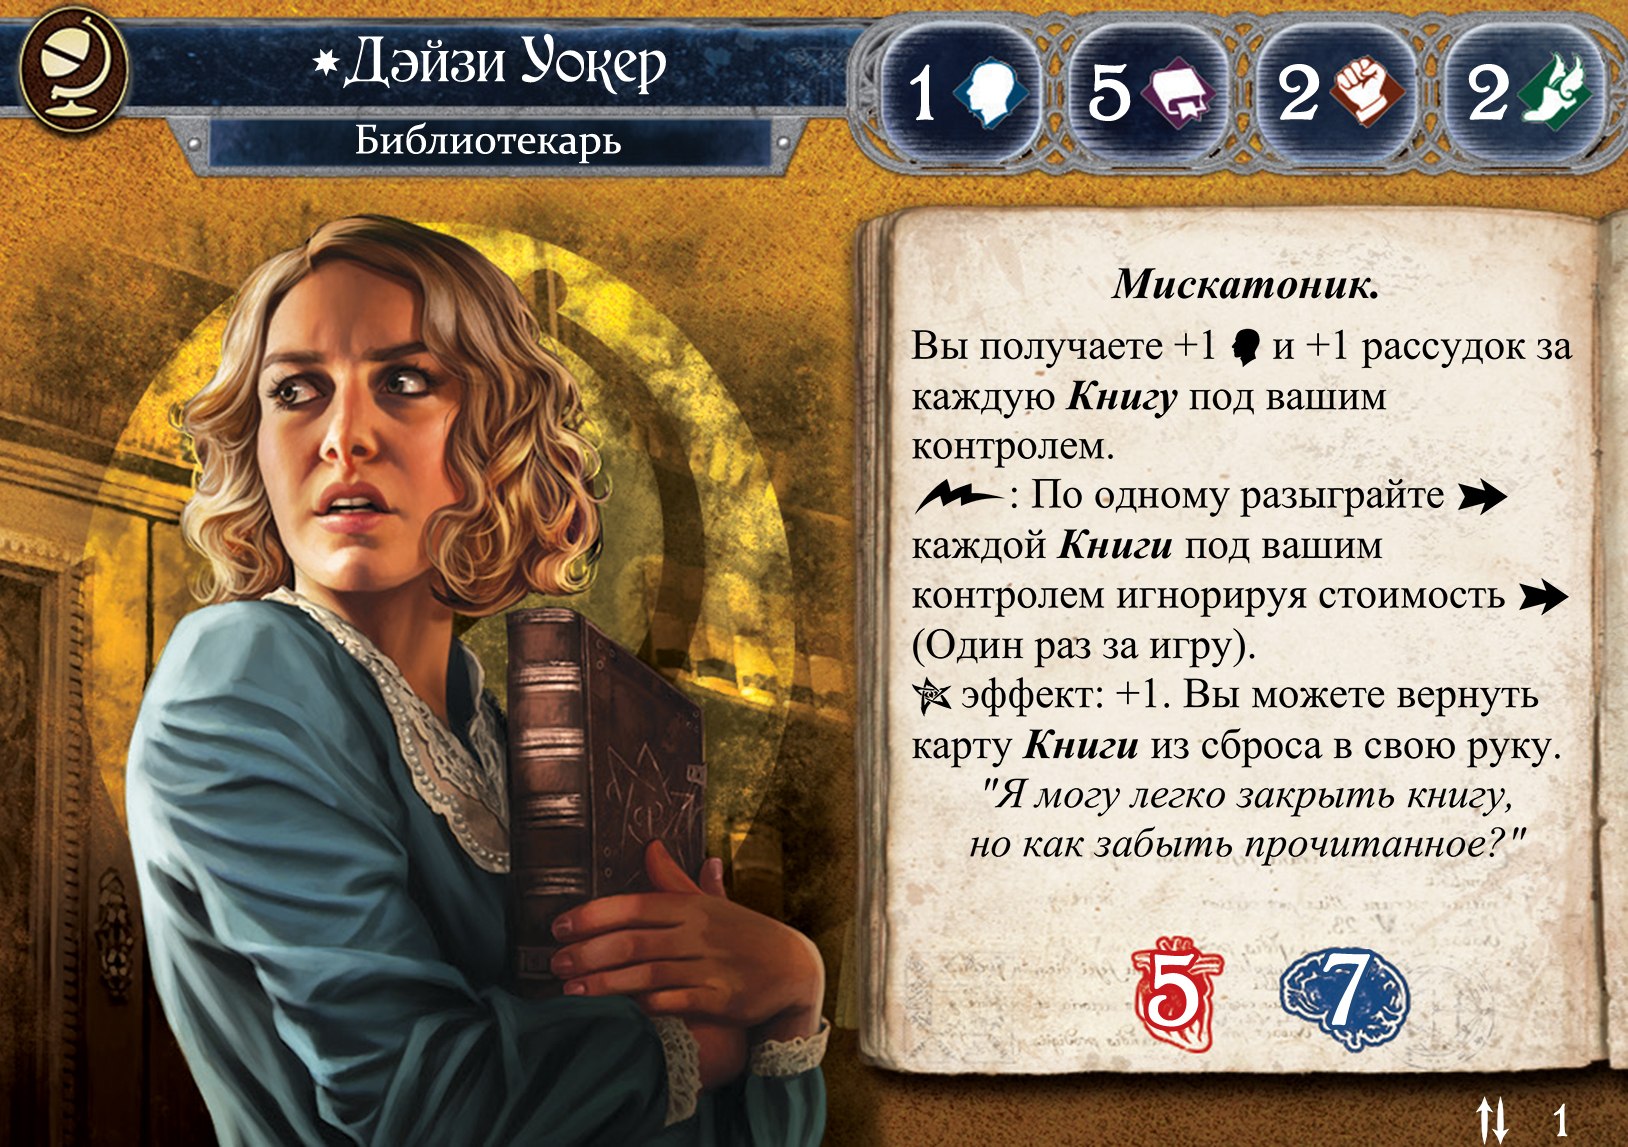 Дэйзи Уокер
Библиотекарь
1 5 2 2
Мискатоник.
Вы получаете +1 и +1 рассудок за
каждую Книгу под вашим
контролем.
: По одному разыграйте
каждой Книги под вашим
контролем игнорируя стоимость
(Один раз за игру).
эффект: +1. Вы можете вернуть
карту Книги из сброса в свою руку.
"Я могу легко закрыть книгу,
но как забыть прочитанное?"
5 7
1